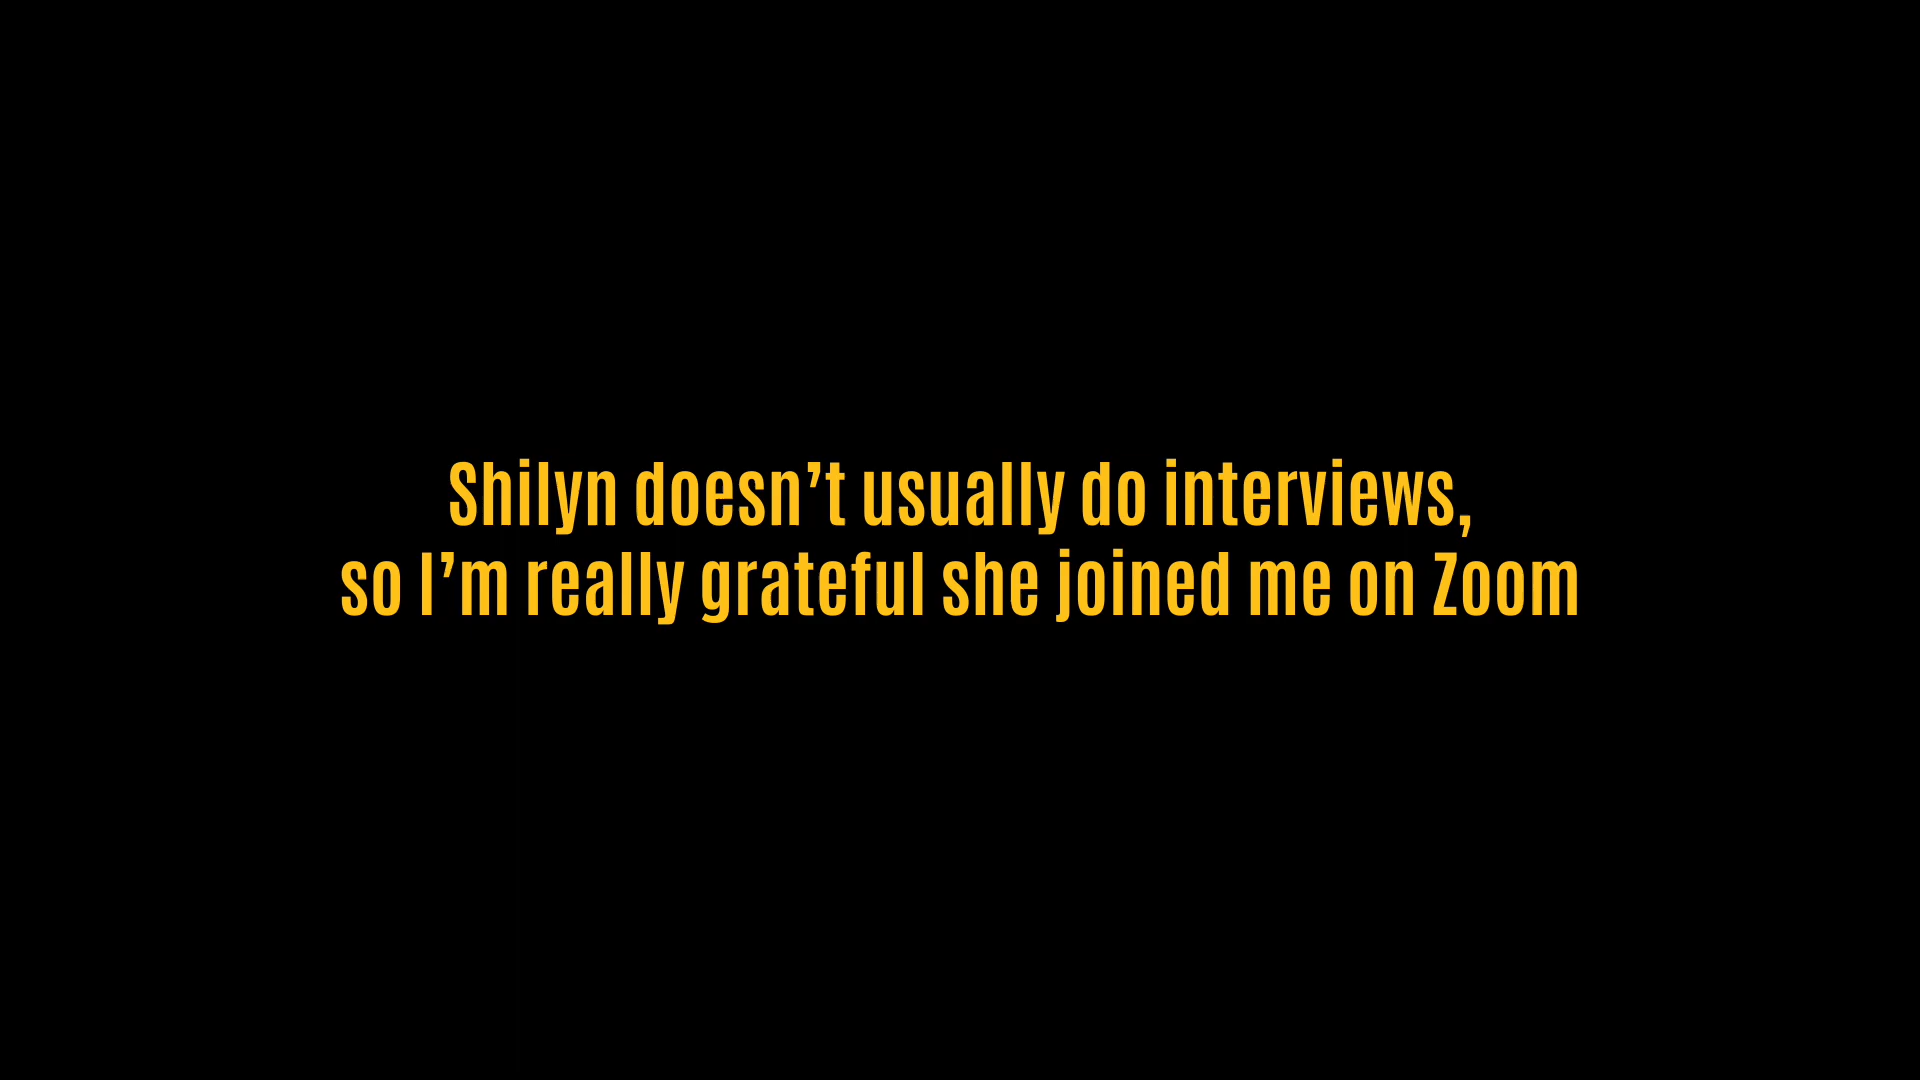 Shilyn doesn’t usually do interviews,
so I’m really grateful she joined me on Zoom